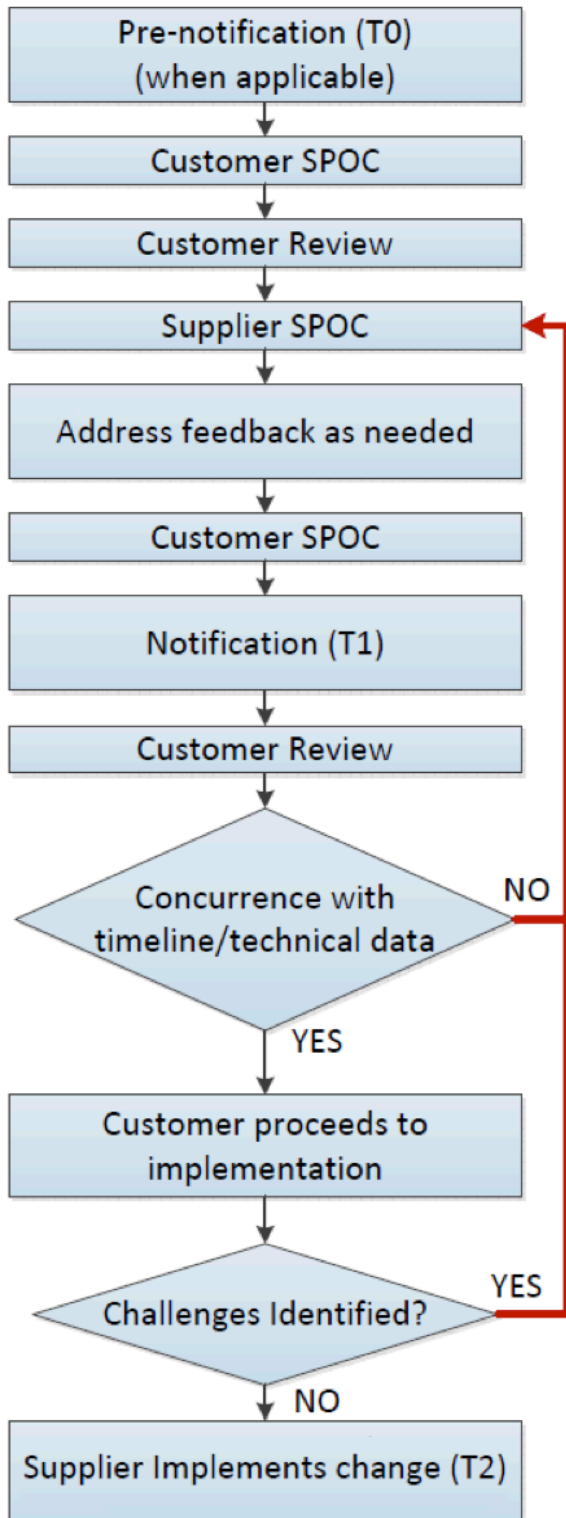 Pre-notification (T0)
(when applicable)
Customer SPOC
Customer Review
Supplier SPOC
Address feedback as needed
Customer SPOC
Notification (T1)
Customer Review
Concurrence with
timeline/technical data
NO
YES
Customer proceeds to
implementation
Challenges Identified?
YES
NO
Supplier Implements change (T2)